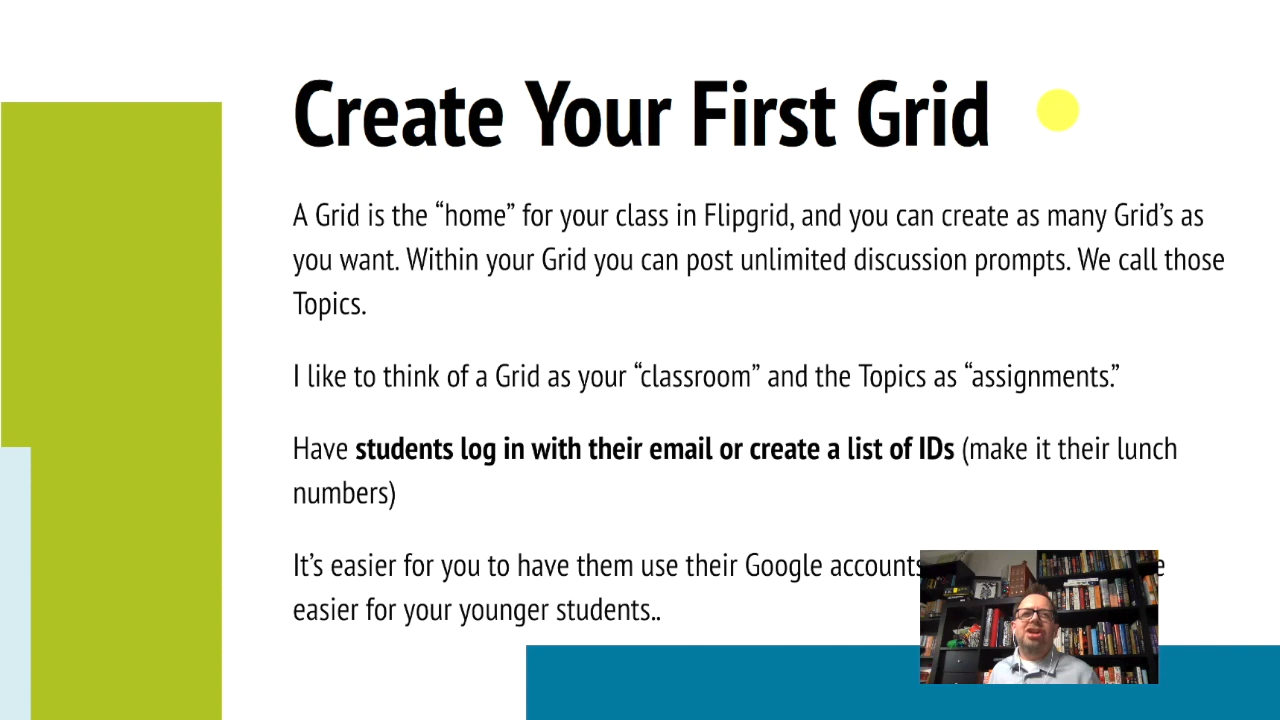 Create Your First Grid
A Grid is the “home” for your class in Flipgrid, and you can create as many Grid’s as
you want. Within your Grid you can post unlimited discussion prompts. We call those
Topics.
I like to think of a Grid as your “classroom” and the Topics as “assignments.”
Have students log in with their email or create a list of IDs (make it their lunch
numbers)
It’s easier for you to have them use their Google accounts
easier for your younger students..